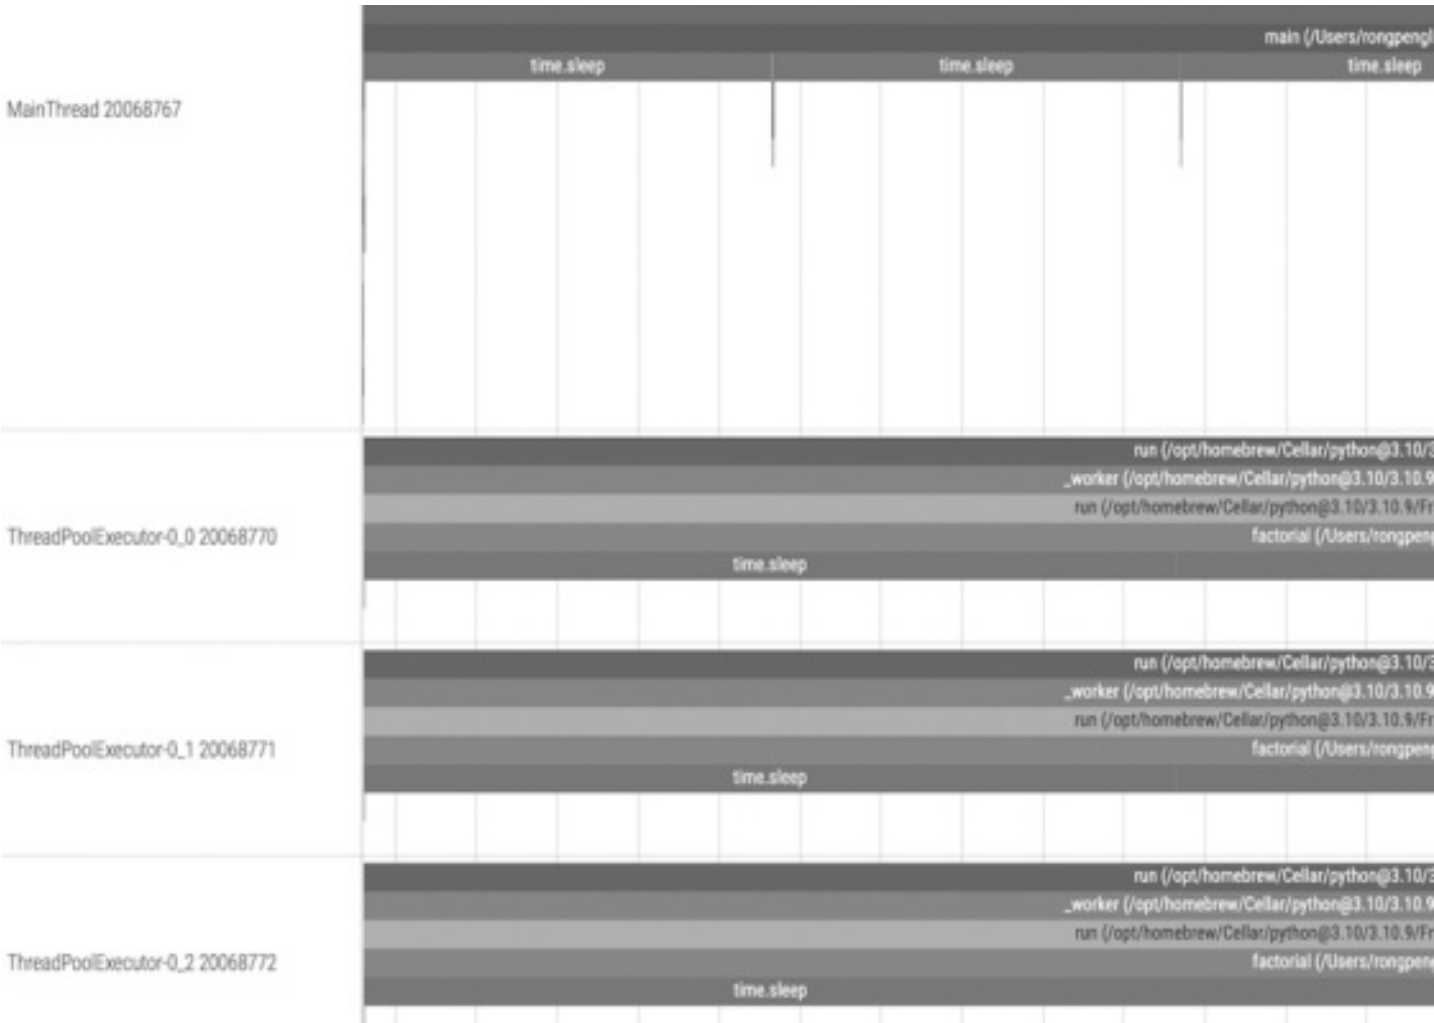 main (/Users/rongpengl
time.sleep time.sleep time.sleep
MainThread 20068767
run (/opt/homebrew/Cellar/python@3.10/3
_worker (/opt/homebrew/Cellar/python@3.10/3.10.9
run (/opt/homebrew/Cellar/python@3.10/3.10.9/Fr
ThreadPoolExecutor-0_0 20068770
factorial (/Users/rongpeng
time.sleep
run (/opt/homebrew/Cellar/python@3.10/3
_worker (/opt/homebrew/Cellar/python@3.10/3.10.9
run (/opt/homebrew/Cellar/python@3.10/3.10.9/Fr
ThreadPoolExecutor-0_1 20068771
factorial (/Users/rongpeng
time.sleep
run (/opt/homebrew/Cellar/python@3.10/3
_worker (/opt/homebrew/Cellar/python@3.10/3.10.9
run (/opt/homebrew/Cellar/python@3.10/3.10.9/Fr
ThreadPoolExecutor-0_2 20068772
factorial (/Users/rongpeng
time.sleep